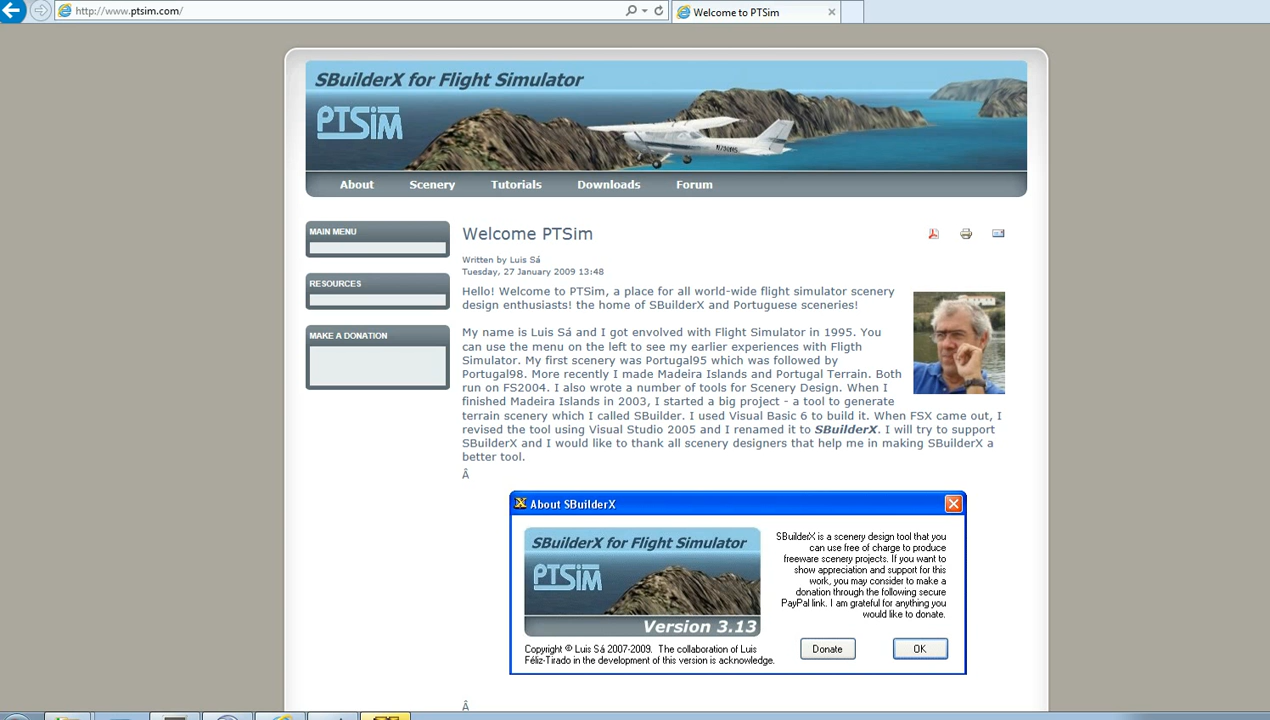 http://www.ptsim.com/
Welcome to PTSim
SBuilderX for Flight Simulator
PTSIM
N700MS
About Scenery Tutorials Downloads Forum
MAIN MENU
RESOURCES
MAKE A DONATION
Welcome PTSim
Written by Luis Sá
Tuesday, 27 January 2009 13:48
Hello! Welcome to PTSim, a place for all world-wide flight simulator scenery
design enthusiasts! the home of SBuilderX and Portuguese sceneries!
My name is Luis Sá and I got envolved with Flight Simulator in 1995. You
can use the menu on the left to see my earlier experiences with Fligth
Simulator. My first scenery was Portugal95 which was followed by
Portugal98. More recently I made Madeira Islands and Portugal Terrain. Both
run on FS2004. I also wrote a number of tools for Scenery Design. When I
finished Madeira Islands in 2003, I started a big project - a tool to generate
terrain scenery which I called SBuilder. I used Visual Basic 6 to build it. When FSX came out, I
revised the tool using Visual Studio 2005 and I renamed it to SBuilderX. I will try to support
SBuilderX and I would like to thank all scenery designers that help me in making SBuilderX a
better tool.
Â
About SBuilderX
SBuilderX for Flight Simulator
PTSIM
Version 3.13
Copyright © Luis Sá 2007-2009. The collaboration of Luis
Féliz-Tirado in the development of this version is acknowledge.
SBuilderX is a scenery design tool that you
can use free of charge to produce
freeware scenery projects. If you want to
show appreciation and support for this
work, you may consider to make a
donation through the following secure
PayPal link. I am grateful for anything you
would like to donate.
Donate OK
Â